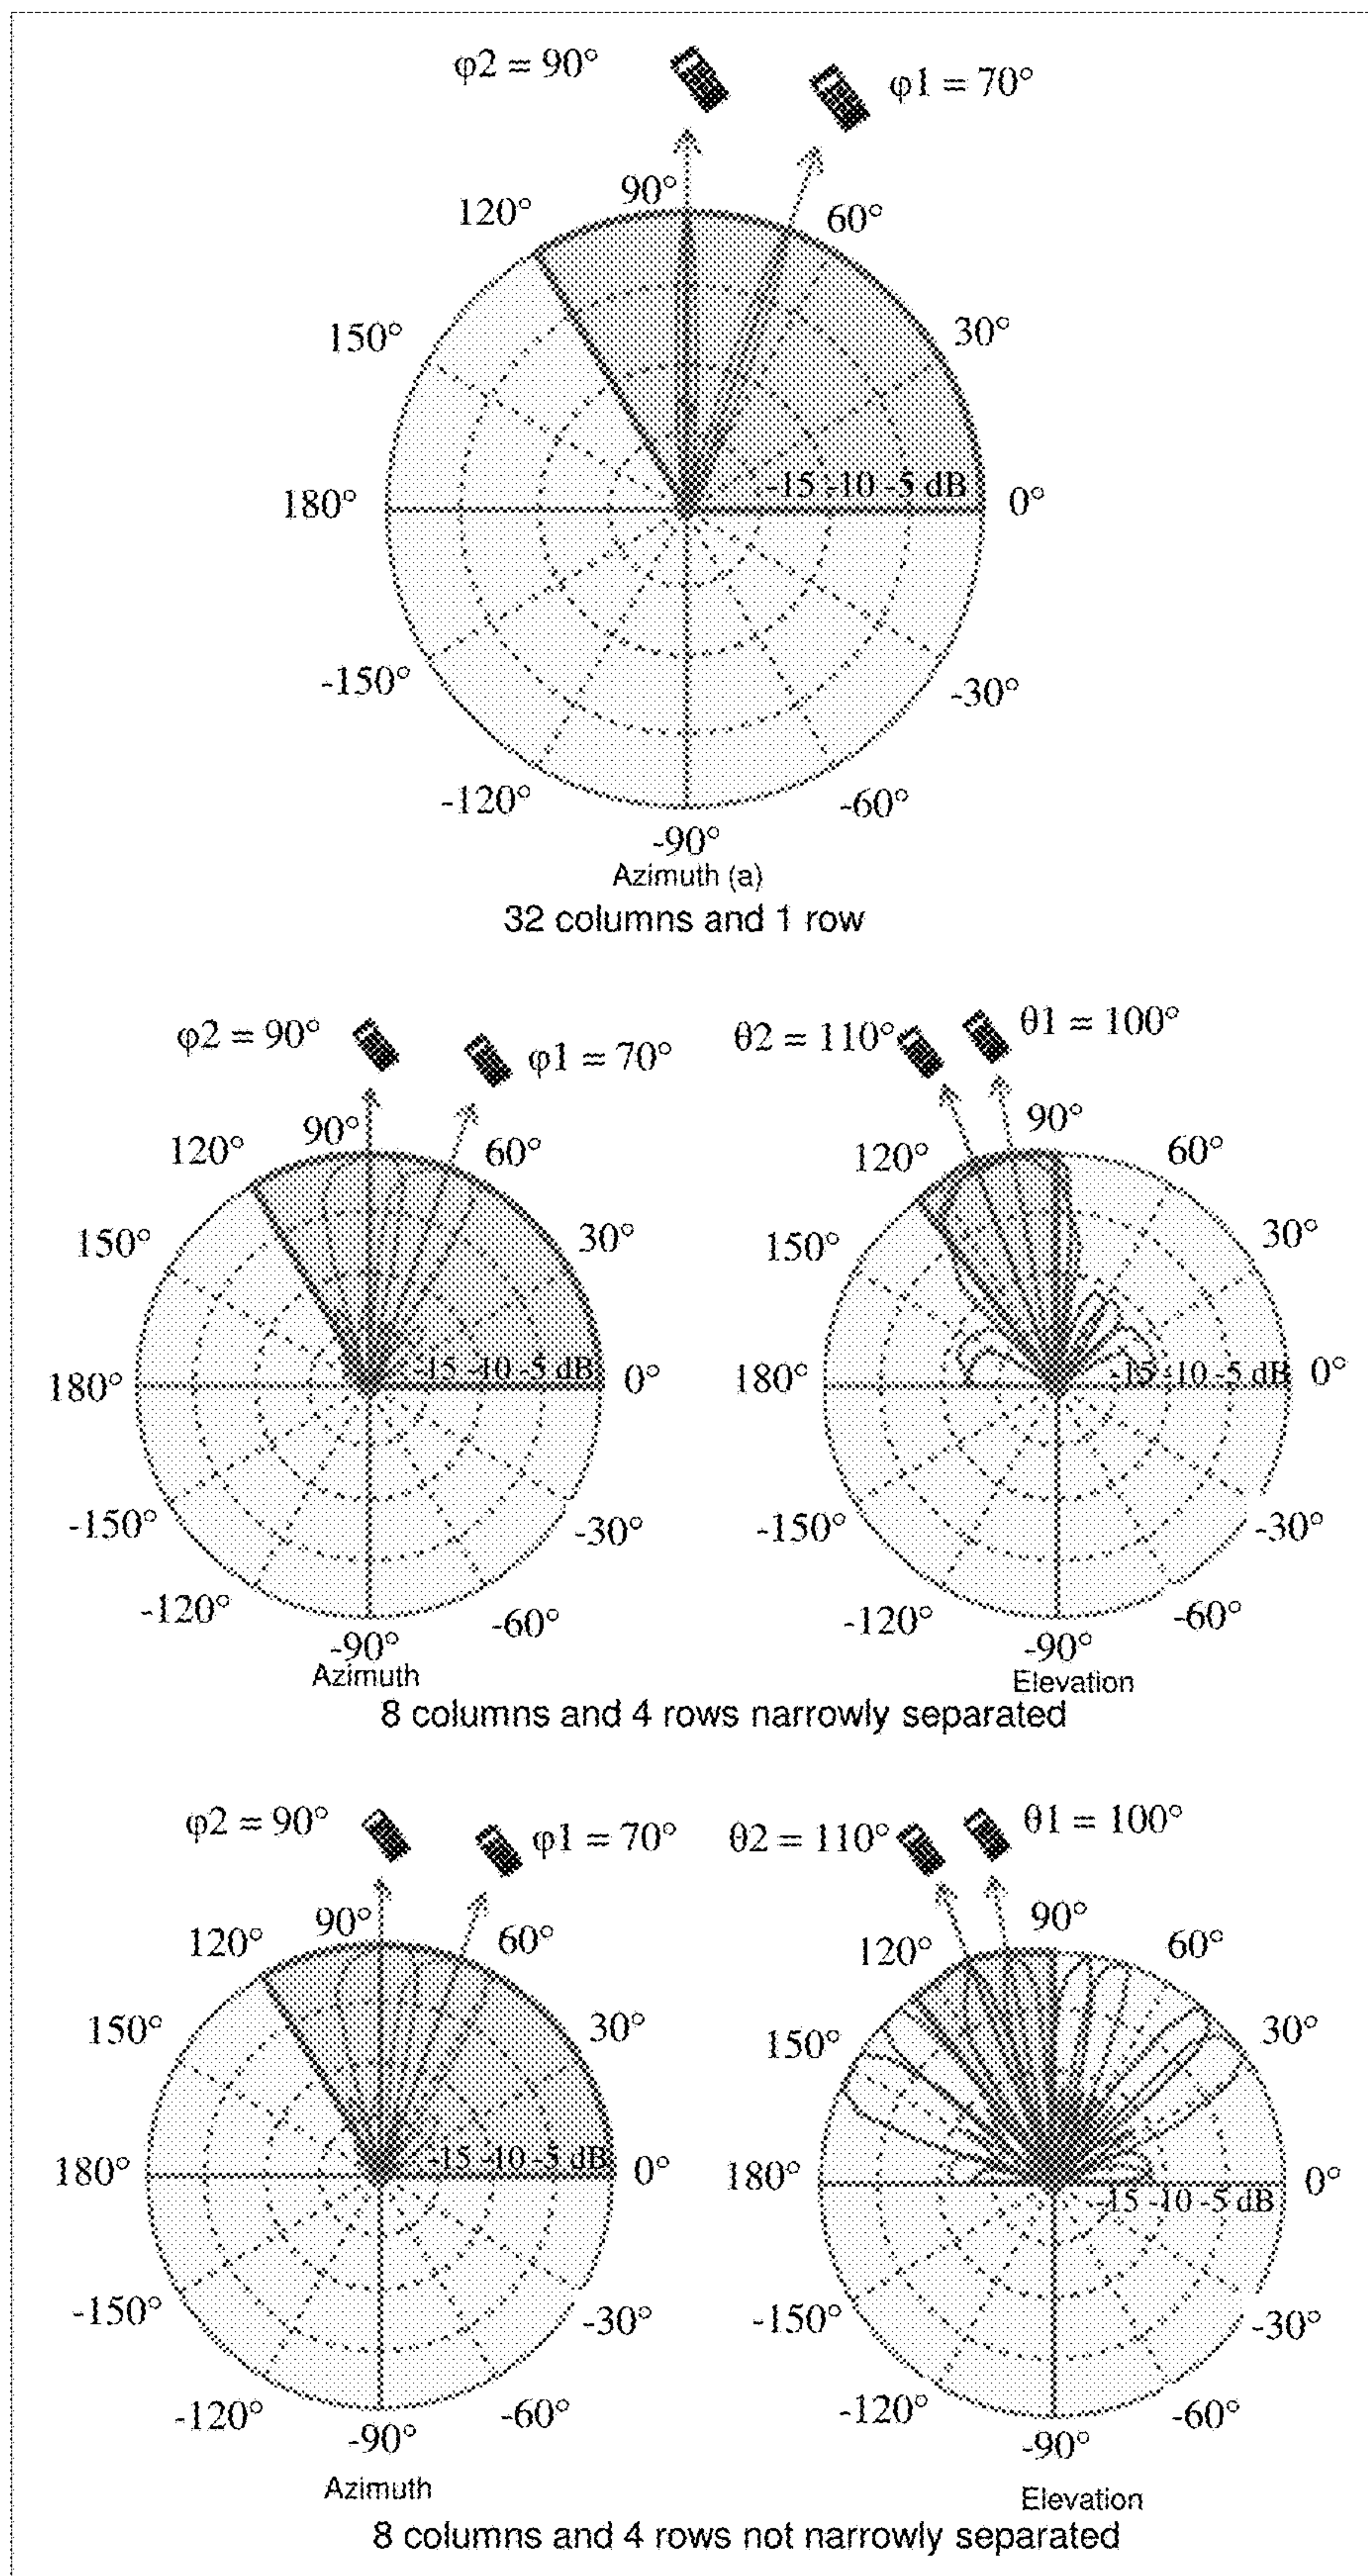 φ2 = 90°
φ1 = 70°
90°
120°
60°
150°
30°
-15 -10 -5 dB
180°
0°
-150°
-30°
-120°
-60°
-90°
Azimuth (a)
32 columns and 1 row
φ2 = 90°
φ1 = 70°
90°
120°
60°
150°
30°
-15 -10 -5 dB
180°
0°
-150°
-30°
-120°
-60°
-90°
Azimuth
θ2 = 110°
θ1 = 100°
90°
120°
60°
150°
30°
-15 -10 -5 dB
180°
0°
-150°
-30°
-120°
-60°
-90°
Elevation
8 columns and 4 rows narrowly separated
φ2 = 90°
φ1 = 70°
90°
120°
60°
150°
30°
-15 -10 -5 dB
180°
0°
-150°
-30°
-120°
-60°
-90°
Azimuth
θ2 = 110°
θ1 = 100°
90°
120°
60°
150°
30°
180°
0°
-15 -10 -5 dB
-150°
-30°
-120°
-60°
-90°
Elevation
8 columns and 4 rows not narrowly separated